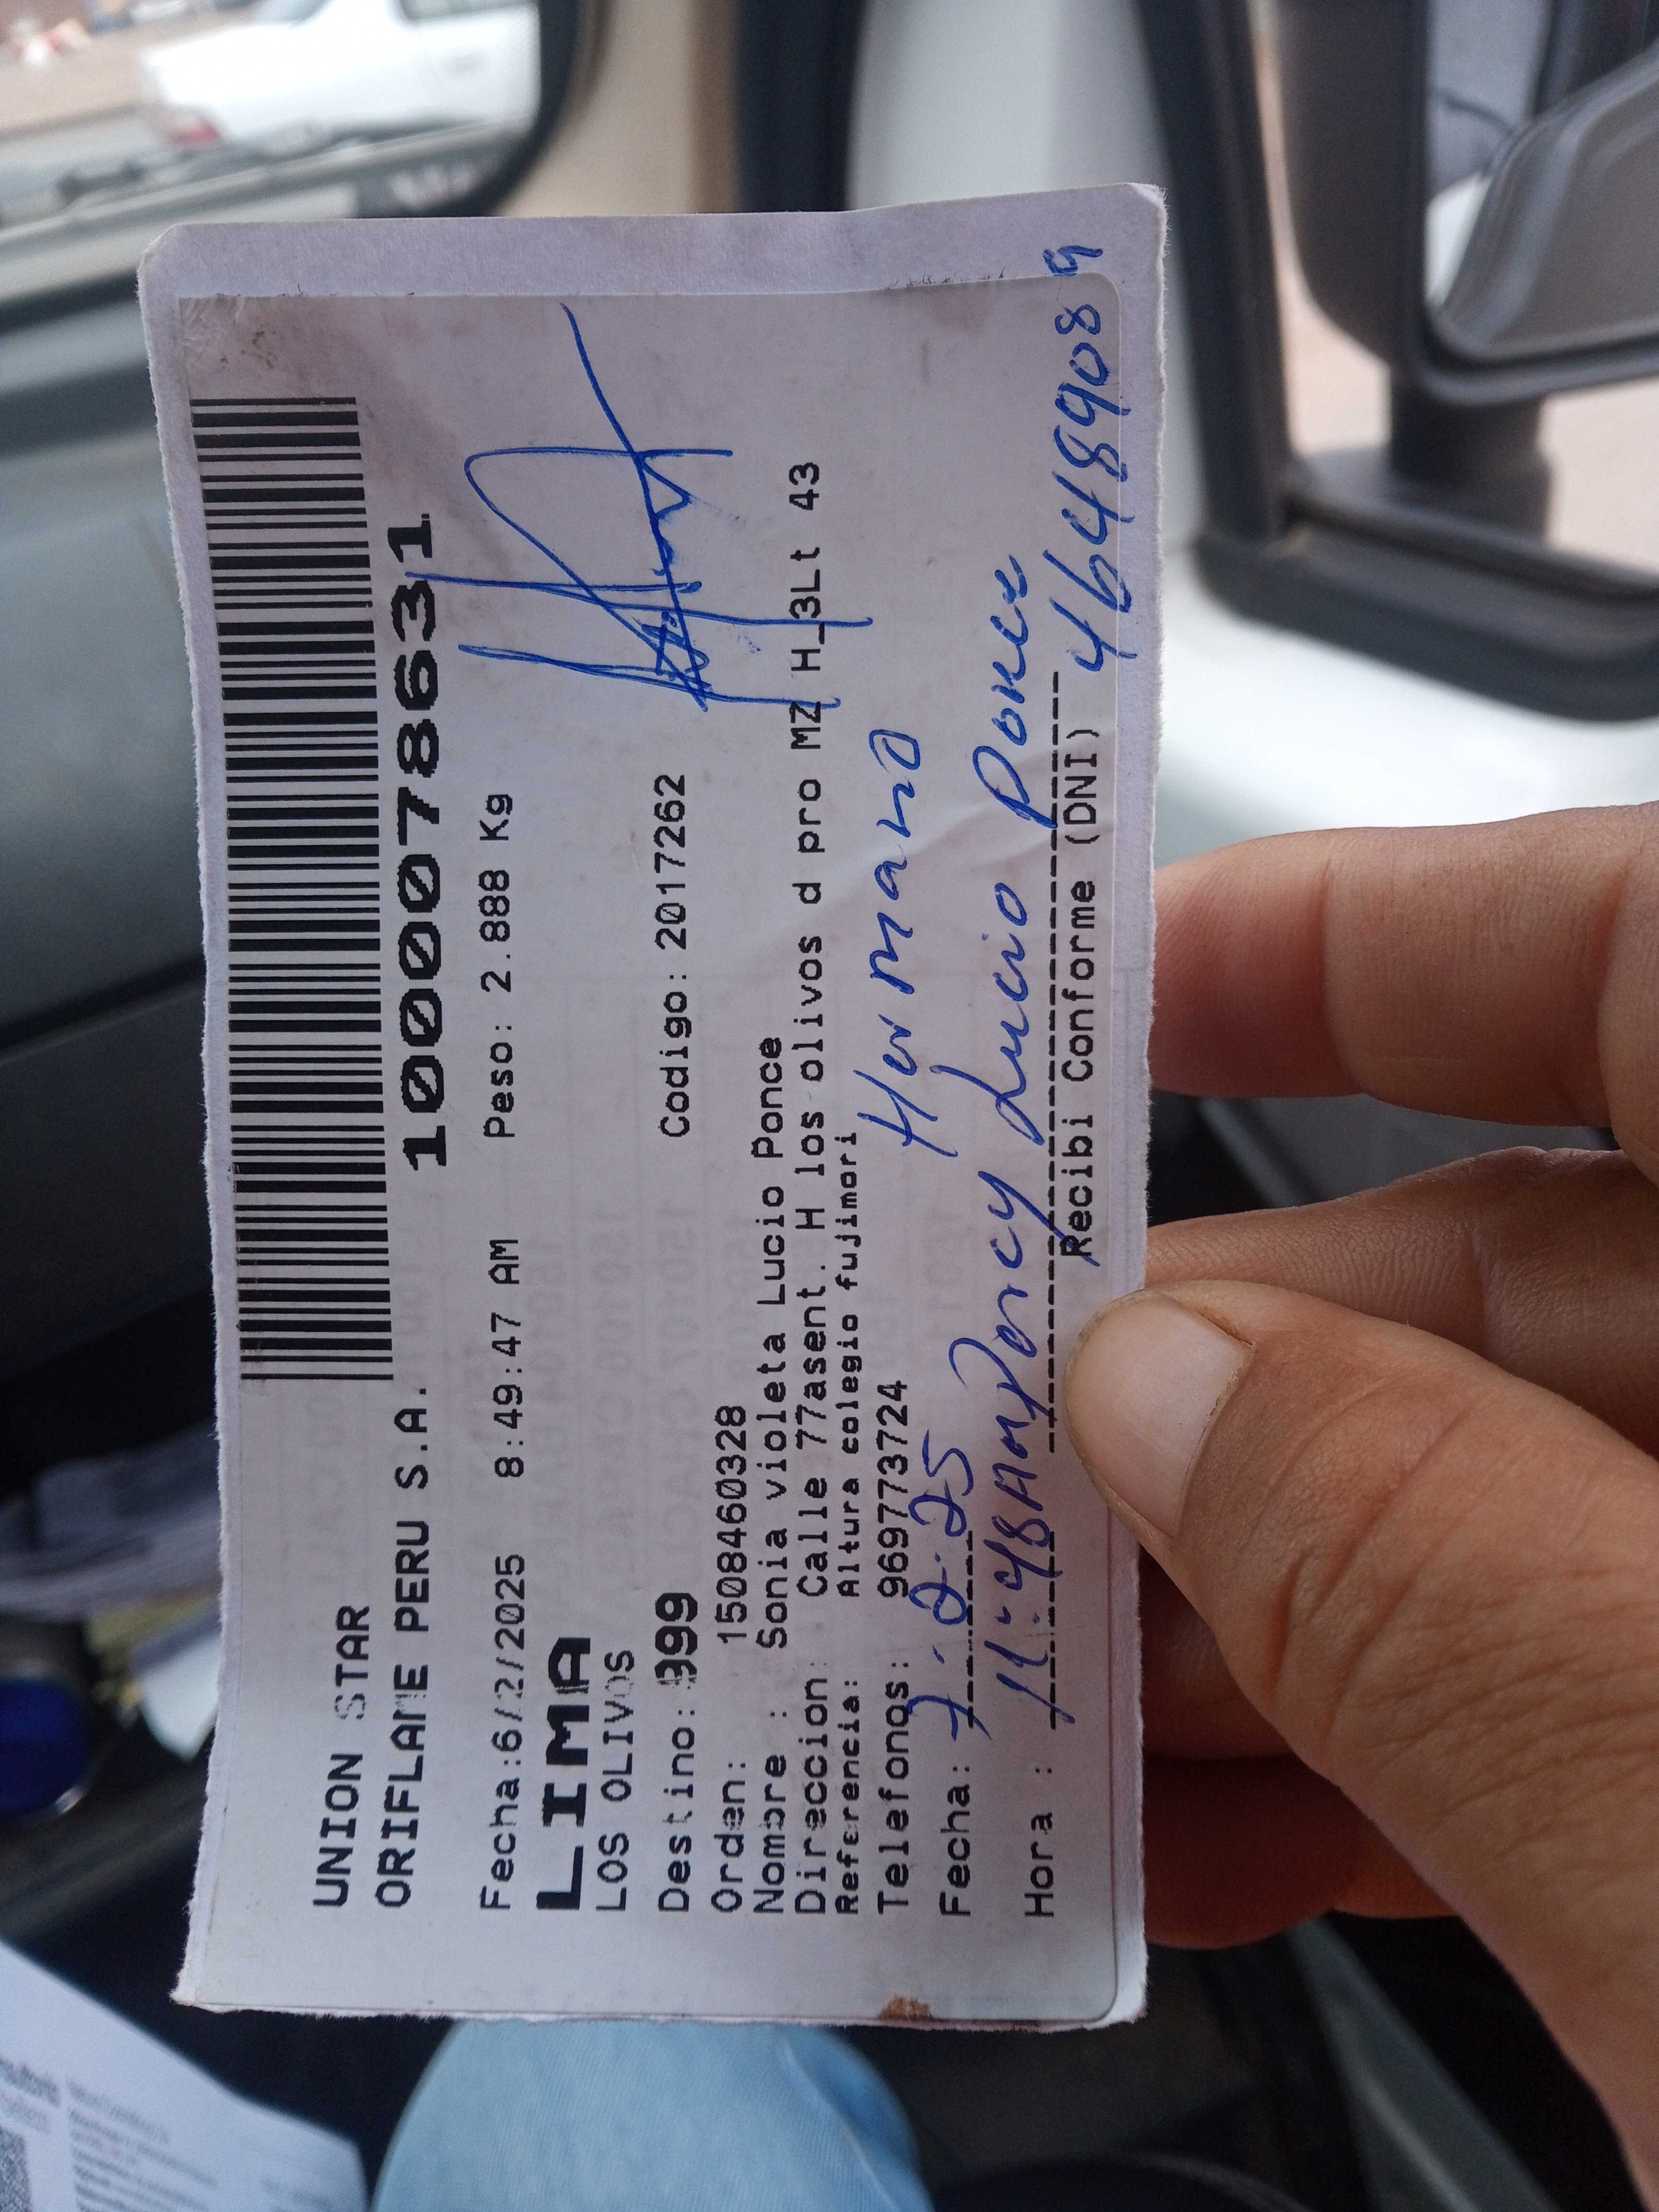 1000078631
UNION STAR
ORIFLAME PERU S.A.
Fecha:6/2/2025 8:49:47 AM Peso: 2.888 Kg
LIMA
LOS OLIVOS
Destino: 999 Codigo: 2017262
Orden: 1508460328
Nombre : Sonia violeta Lucio Ponce
Direccion: Calle 77asent. H los olivos d pro MZ H_3Lt 43
Referencia: Altura colegio fujimori
Telefonos: 969773724
Hermano
Fecha: 7-02-25
Hora : 11:48AM Percy Lucio Ponce
Recibi Conforme (DNI) 46489089